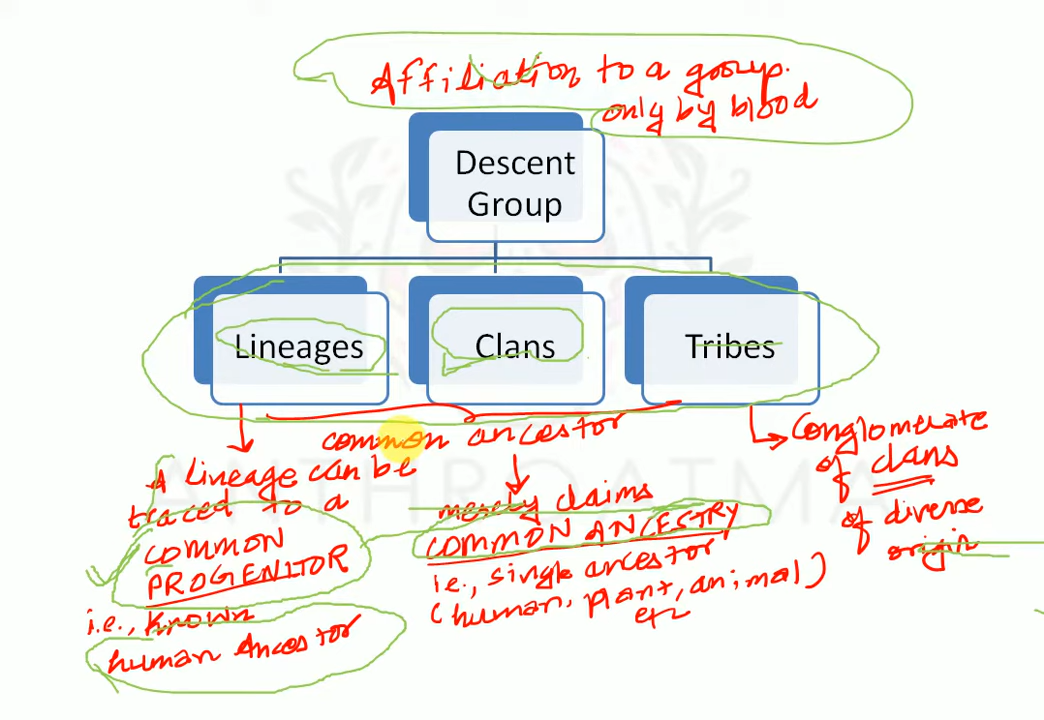 Affiliation to a group.
only by blood
Descent
Group
Lineages
Clans
Tribes
common ancestor
A Lineage can be
traced to a
COMMON
PROGENITOR
i.e., known
human Ancestor
merely claims
COMMON ANCESTRY
i.e., single ancestor
(human, plant, animal)
etc
Conglomerate
of clans
of diverse
origin
ANTHROATMA